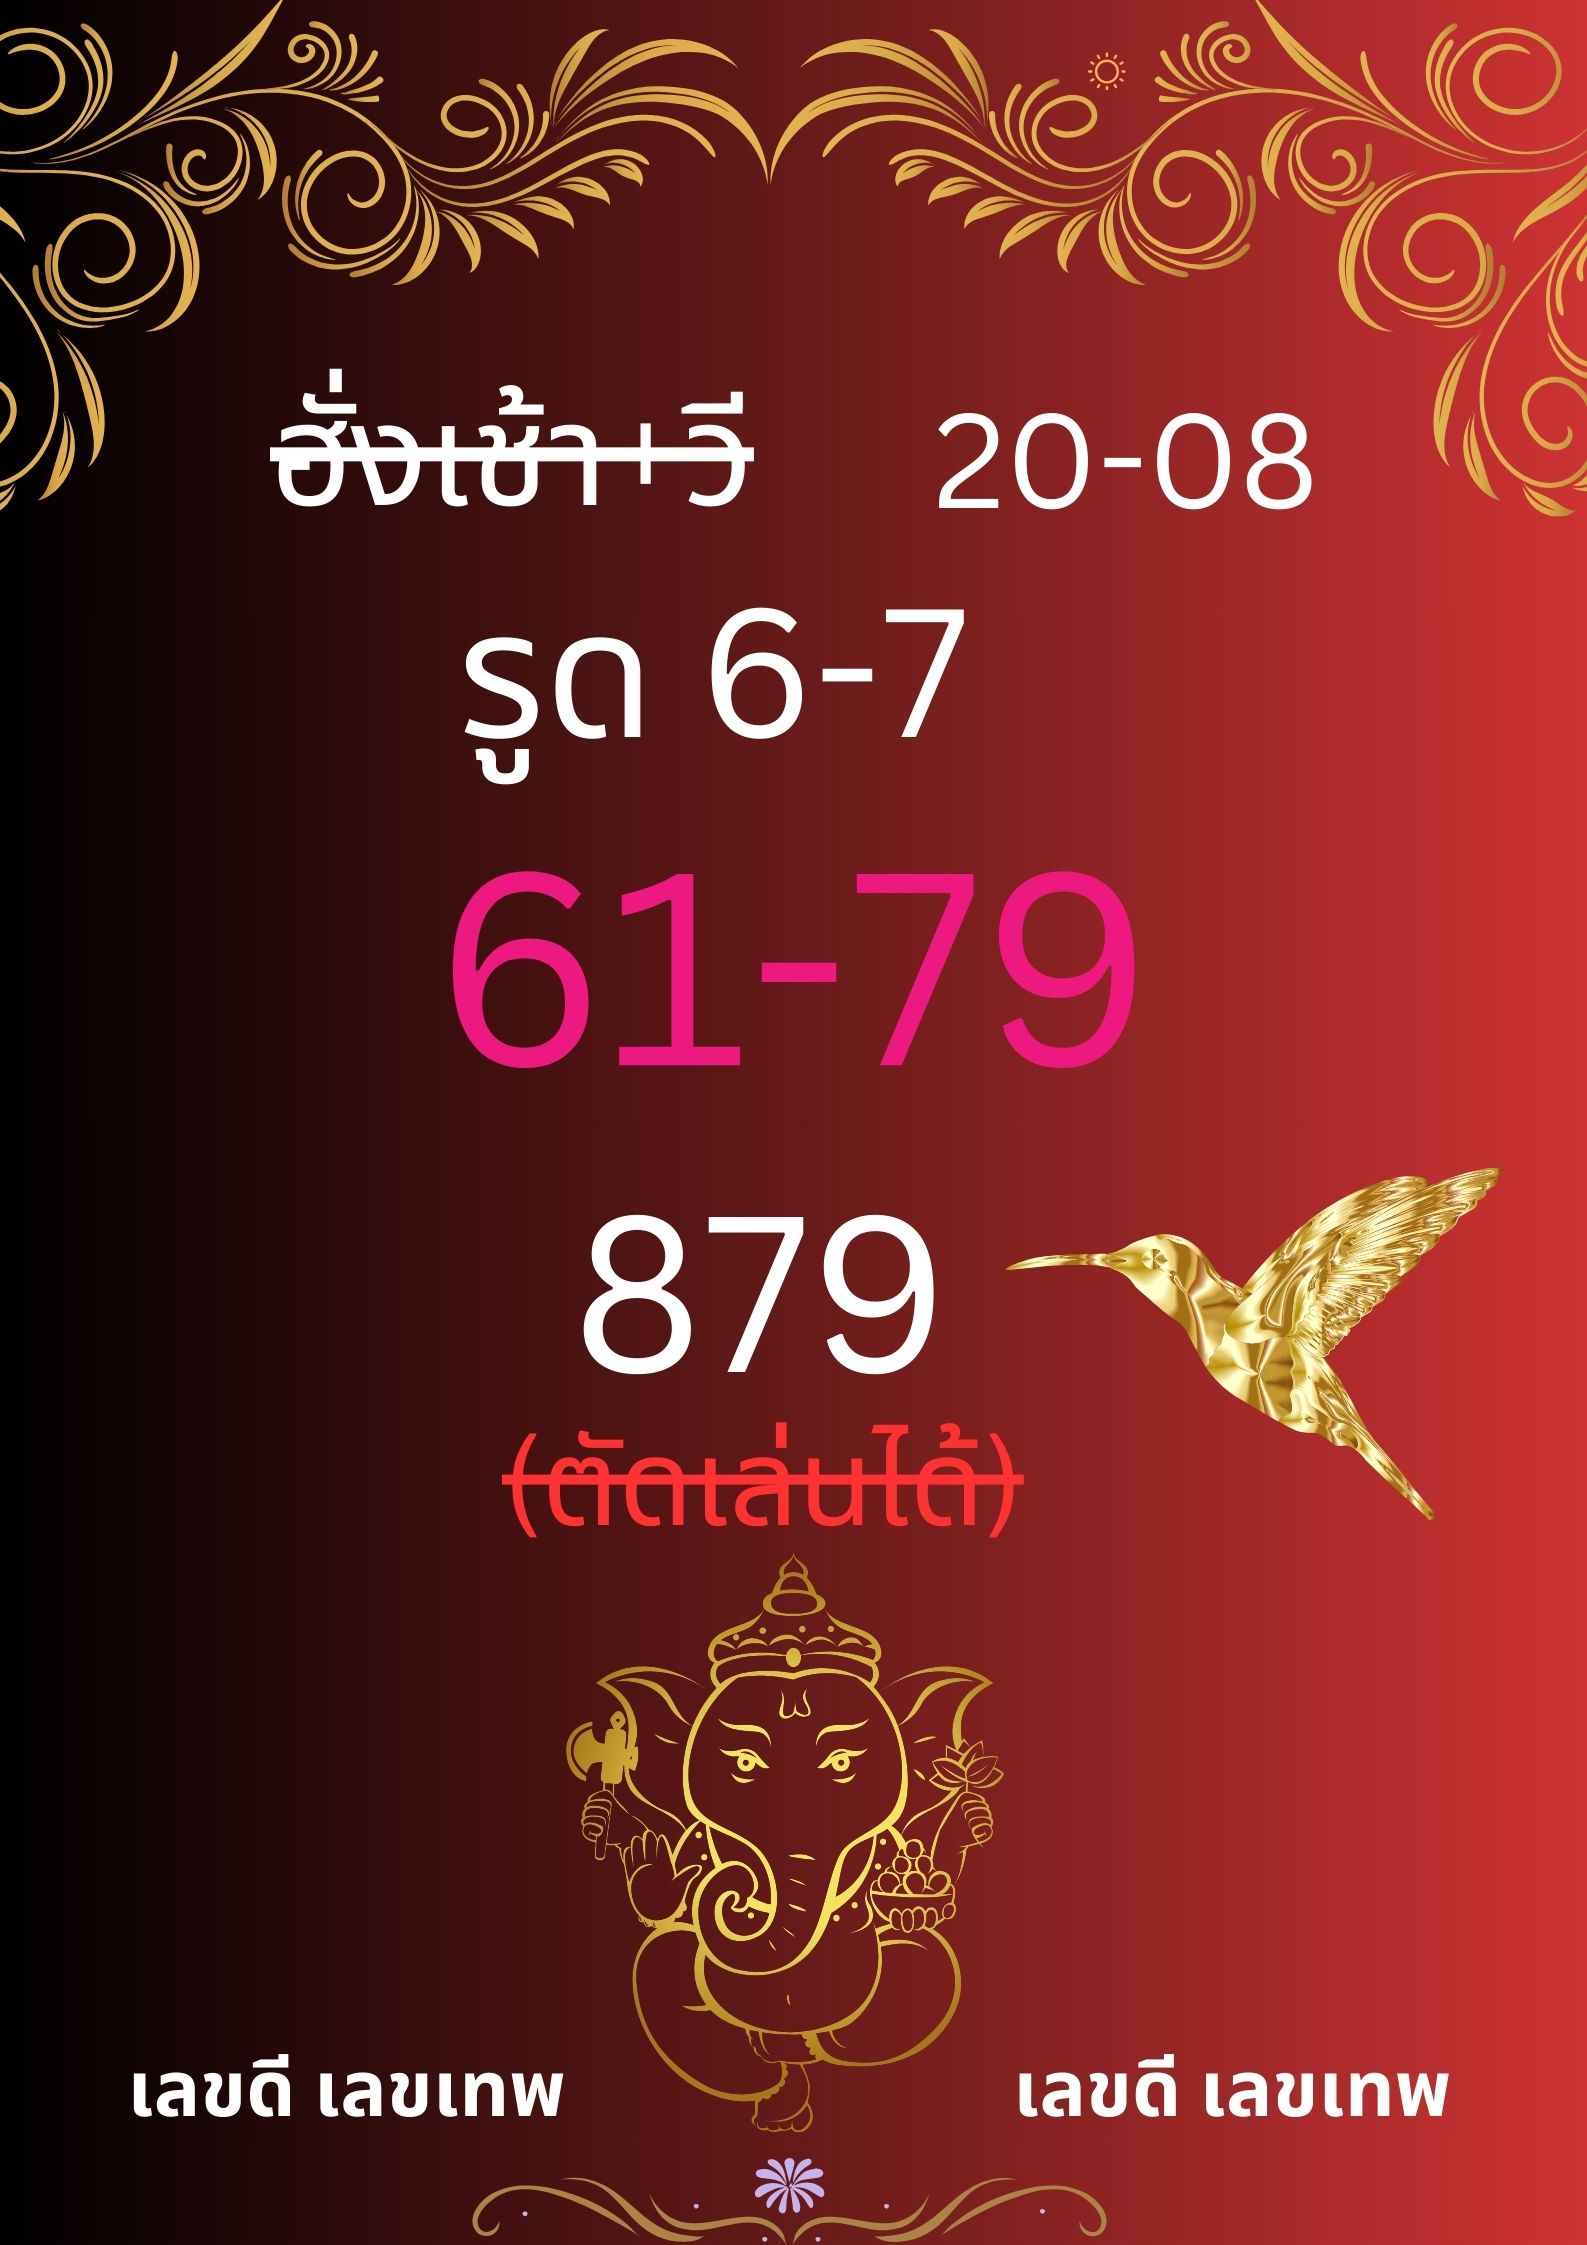 ฮั่งเช้า+วี 20-08
รูด 6-7
61-79
879
(ตัดเล่นได้)
เลขดี เลขเทพ เลขดี เลขเทพ